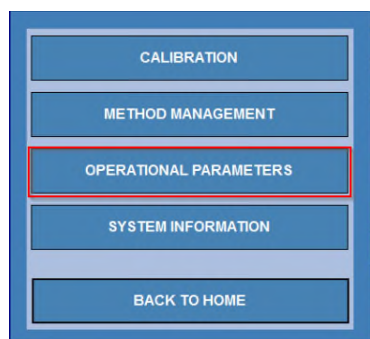 CALIBRATION
METHOD MANAGEMENT
OPERATIONAL PARAMETERS
SYSTEM INFORMATION
BACK TO HOME